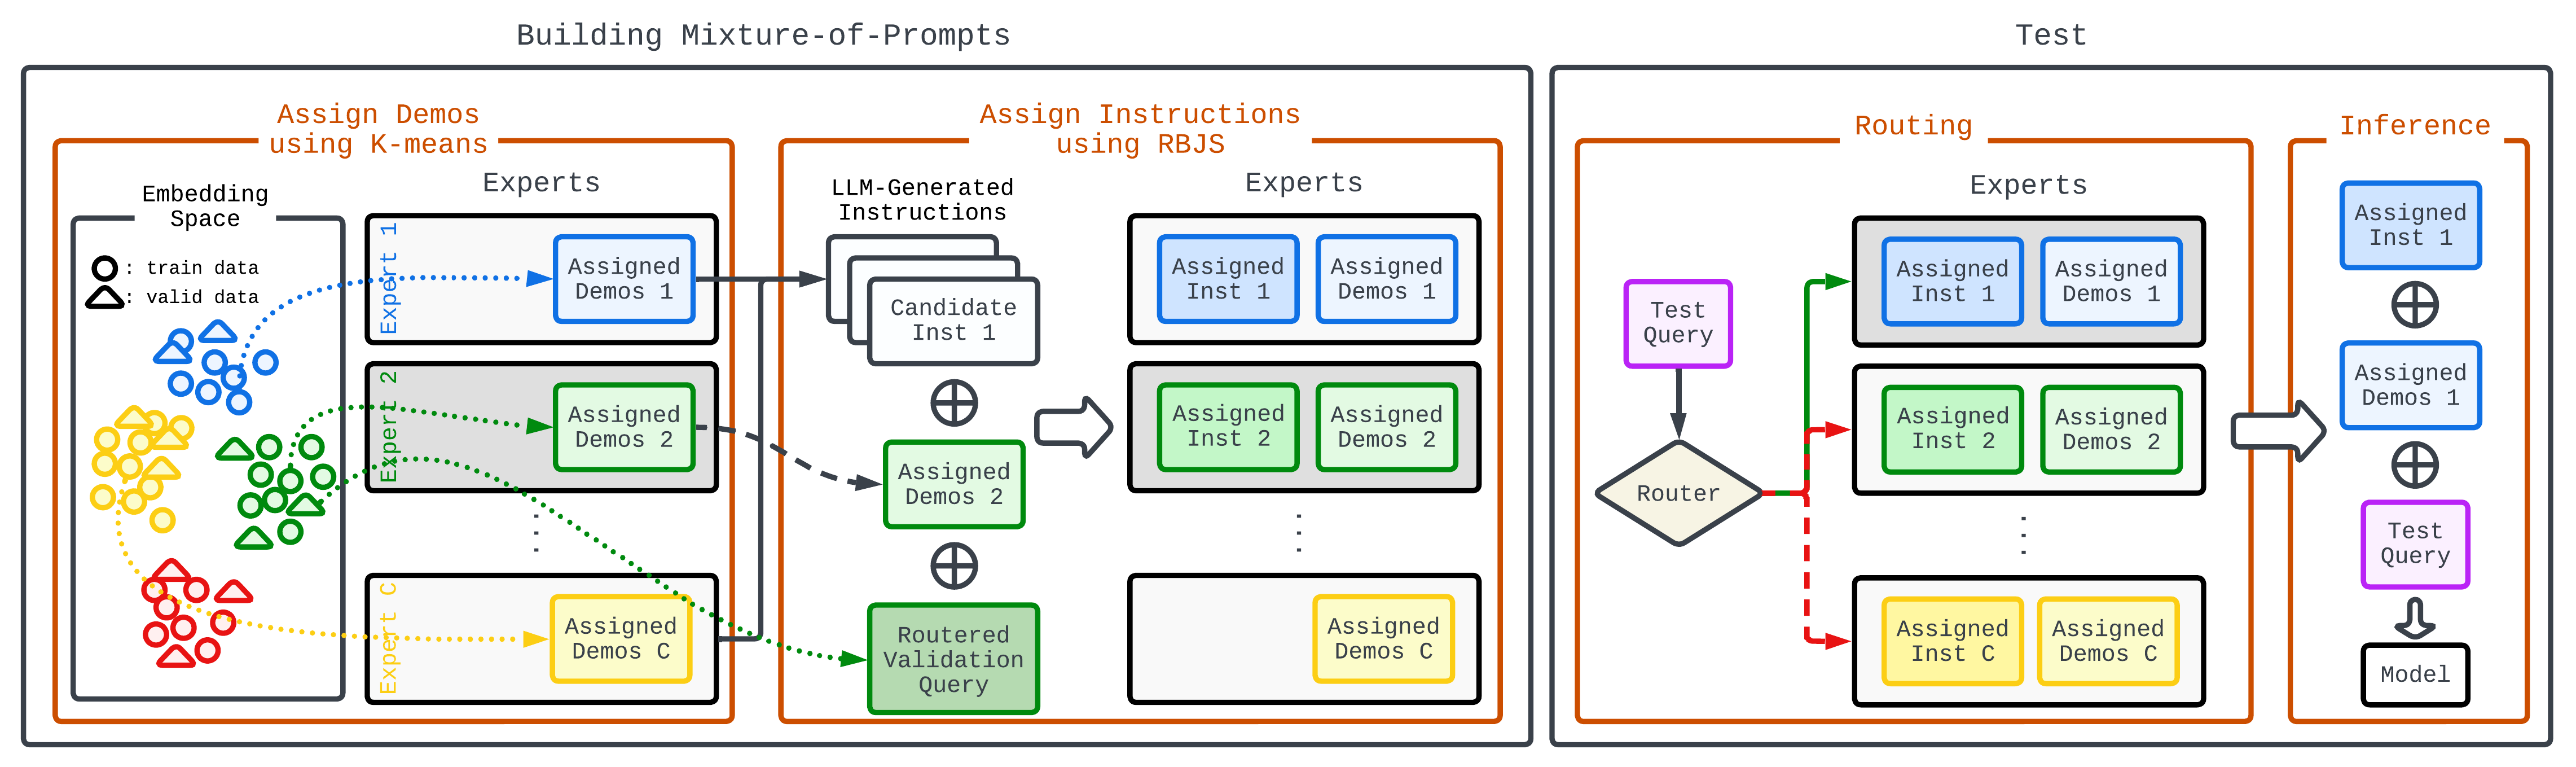 Building Mixture-of-Prompts
Test
Assign Demos
using K-means
Embedding
Space
: train data
: valid data
Experts
Expert 1
Assigned
Demos 1
Expert 2
Assigned
Demos 2
Expert C
Assigned
Demos C
Assign Instructions
using RBJS
LLM-Generated
Instructions
Candidate
Inst 1
Assigned
Demos 2
Routered
Validation
Query
Experts
Assigned
Inst 1
Assigned
Demos 1
Assigned
Inst 2
Assigned
Demos 2
Assigned
Demos C
Routing
Test
Query
Router
Experts
Assigned
Inst 1
Assigned
Demos 1
Assigned
Inst 2
Assigned
Demos 2
Assigned
Inst C
Assigned
Demos C
Inference
Assigned
Inst 1
Assigned
Demos 1
Test
Query
Model